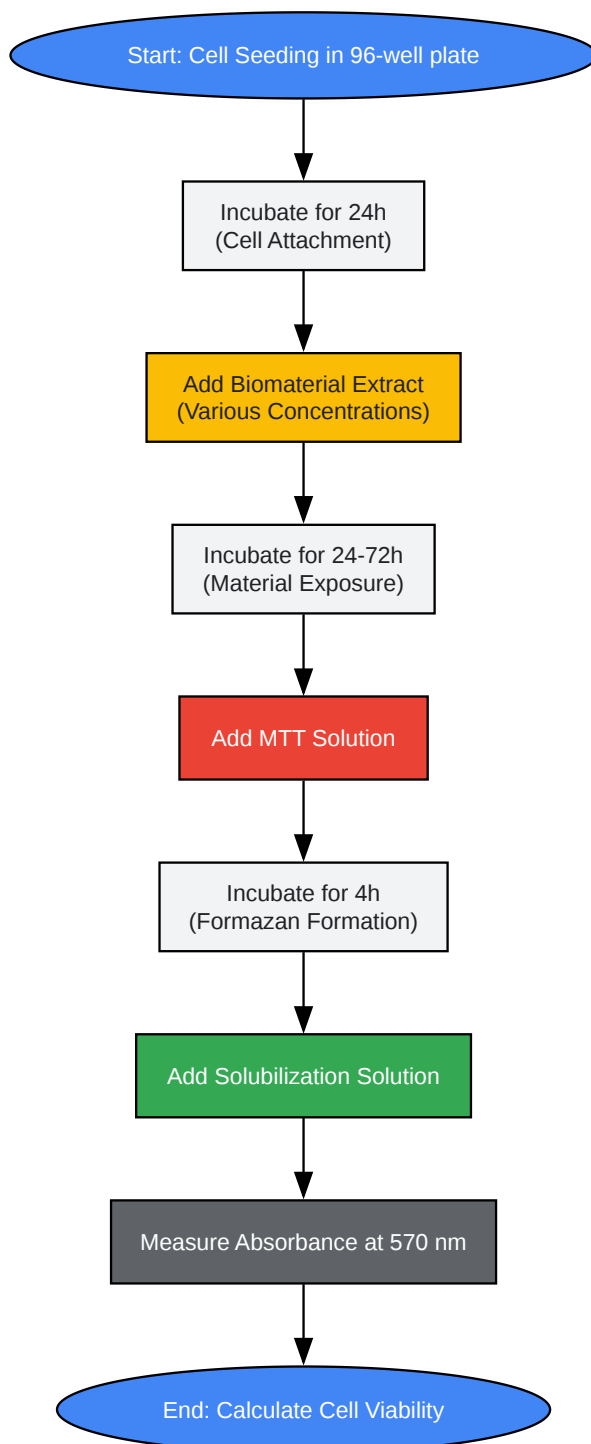 Start: Cell Seeding in 96-well plate
Incubate for 24h
(Cell Attachment)
Add Biomaterial Extract
(Various Concentrations)
Incubate for 24-72h
(Material Exposure)
Add MTT Solution
Incubate for 4h
(Formazan Formation)
Add Solubilization Solution
Measure Absorbance at 570 nm
End: Calculate Cell Viability